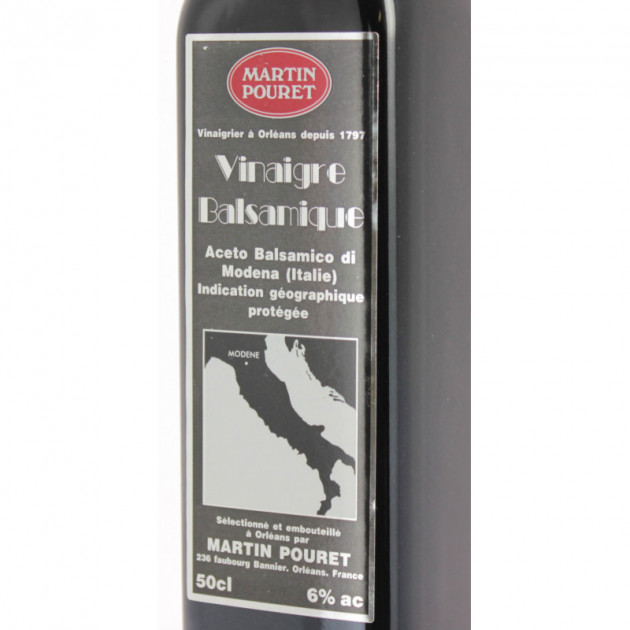 MARTIN
POURET
Vinaigrier à Orléans depuis 1797
Vinaigre
Balsamique
Aceto Balsamico di
Modena (Italie)
Indication géographique
protégée
MODENE
Sélectionné et embouteillé
à Orléans par
MARTIN POURET
236 faubourg Bannier. Orléans. France
50cl 6% ac